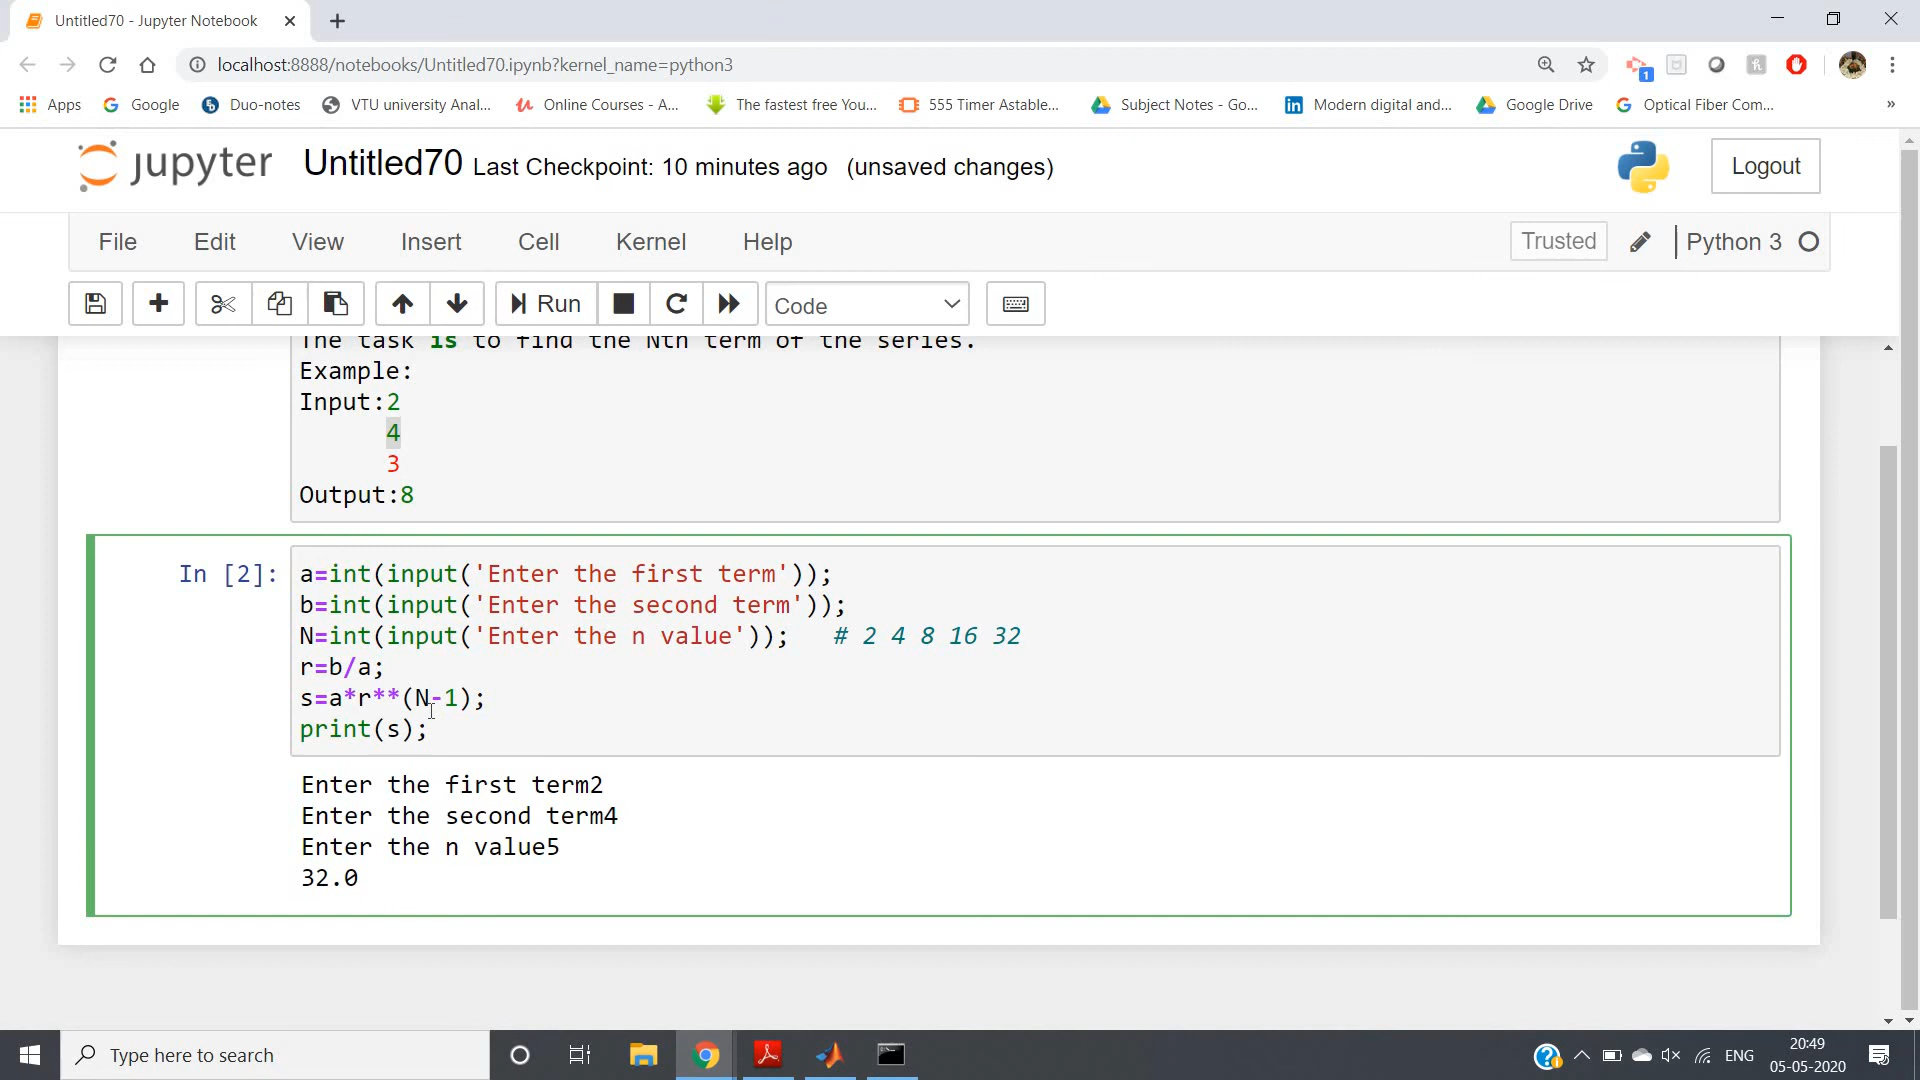 Untitled70 - Jupyter Notebook
localhost:8888/notebooks/Untitled70.ipynb?kernel_name=python3
1
Apps Google Duo-notes VTU university Anal... Online Courses - A... The fastest free You... 555 Timer Astable... Subject Notes - Go... Modern digital and... Google Drive Optical Fiber Com... »
jupyter Untitled70 Last Checkpoint: 10 minutes ago (unsaved changes) Logout
File Edit View Insert Cell Kernel Help Trusted Python 3
Run Code
The task is to find the Nth term of the series.
Example:
Input:2
4
3
Output:8
In [2]: a=int(input('Enter the first term'));
b=int(input('Enter the second term'));
N=int(input('Enter the n value')); # 2 4 8 16 32
r=b/a;
s=a*r**(N-1);
print(s);
Enter the first term2
Enter the second term4
Enter the n value5
32.0
Type here to search
ENG
20:49
05-05-2020